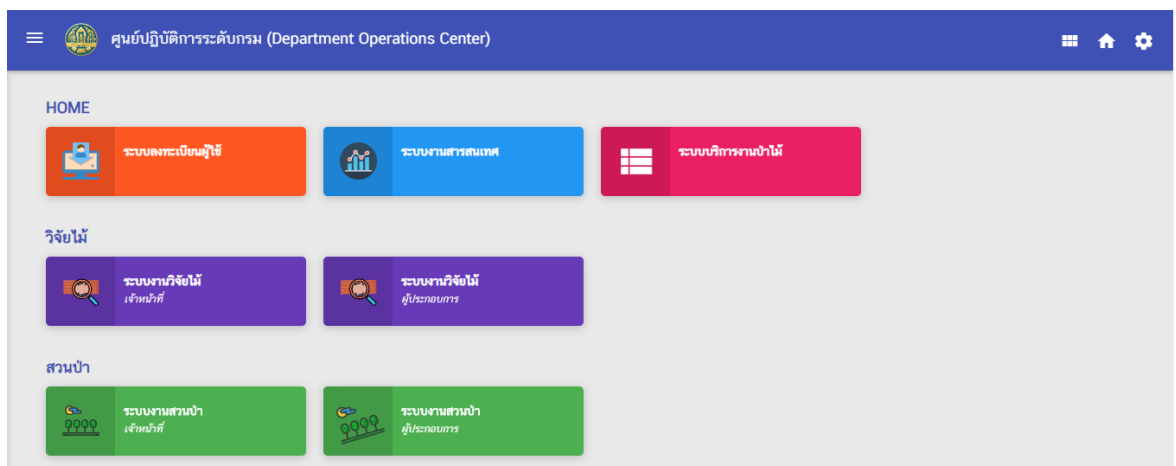 ศูนย์ปฏิบัติการระดับกรม (Department Operations Center)
HOME
ระบบลงทะเบียนผู้ใช้
ระบบงานสารสนเทศ
ระบบบริการงานป่าไม้
วิจัยไม้
ระบบงานวิจัยไม้
เจ้าหน้าที่
ระบบงานวิจัยไม้
ผู้ประกอบการ
สวนป่า
ระบบงานสวนป่า
เจ้าหน้าที่
ระบบงานสวนป่า
ผู้ประกอบการ